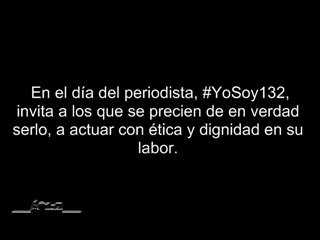 En el día del periodista, #YoSoy132,
invita a los que se precien de en verdad
serlo, a actuar con ética y dignidad en su
labor.